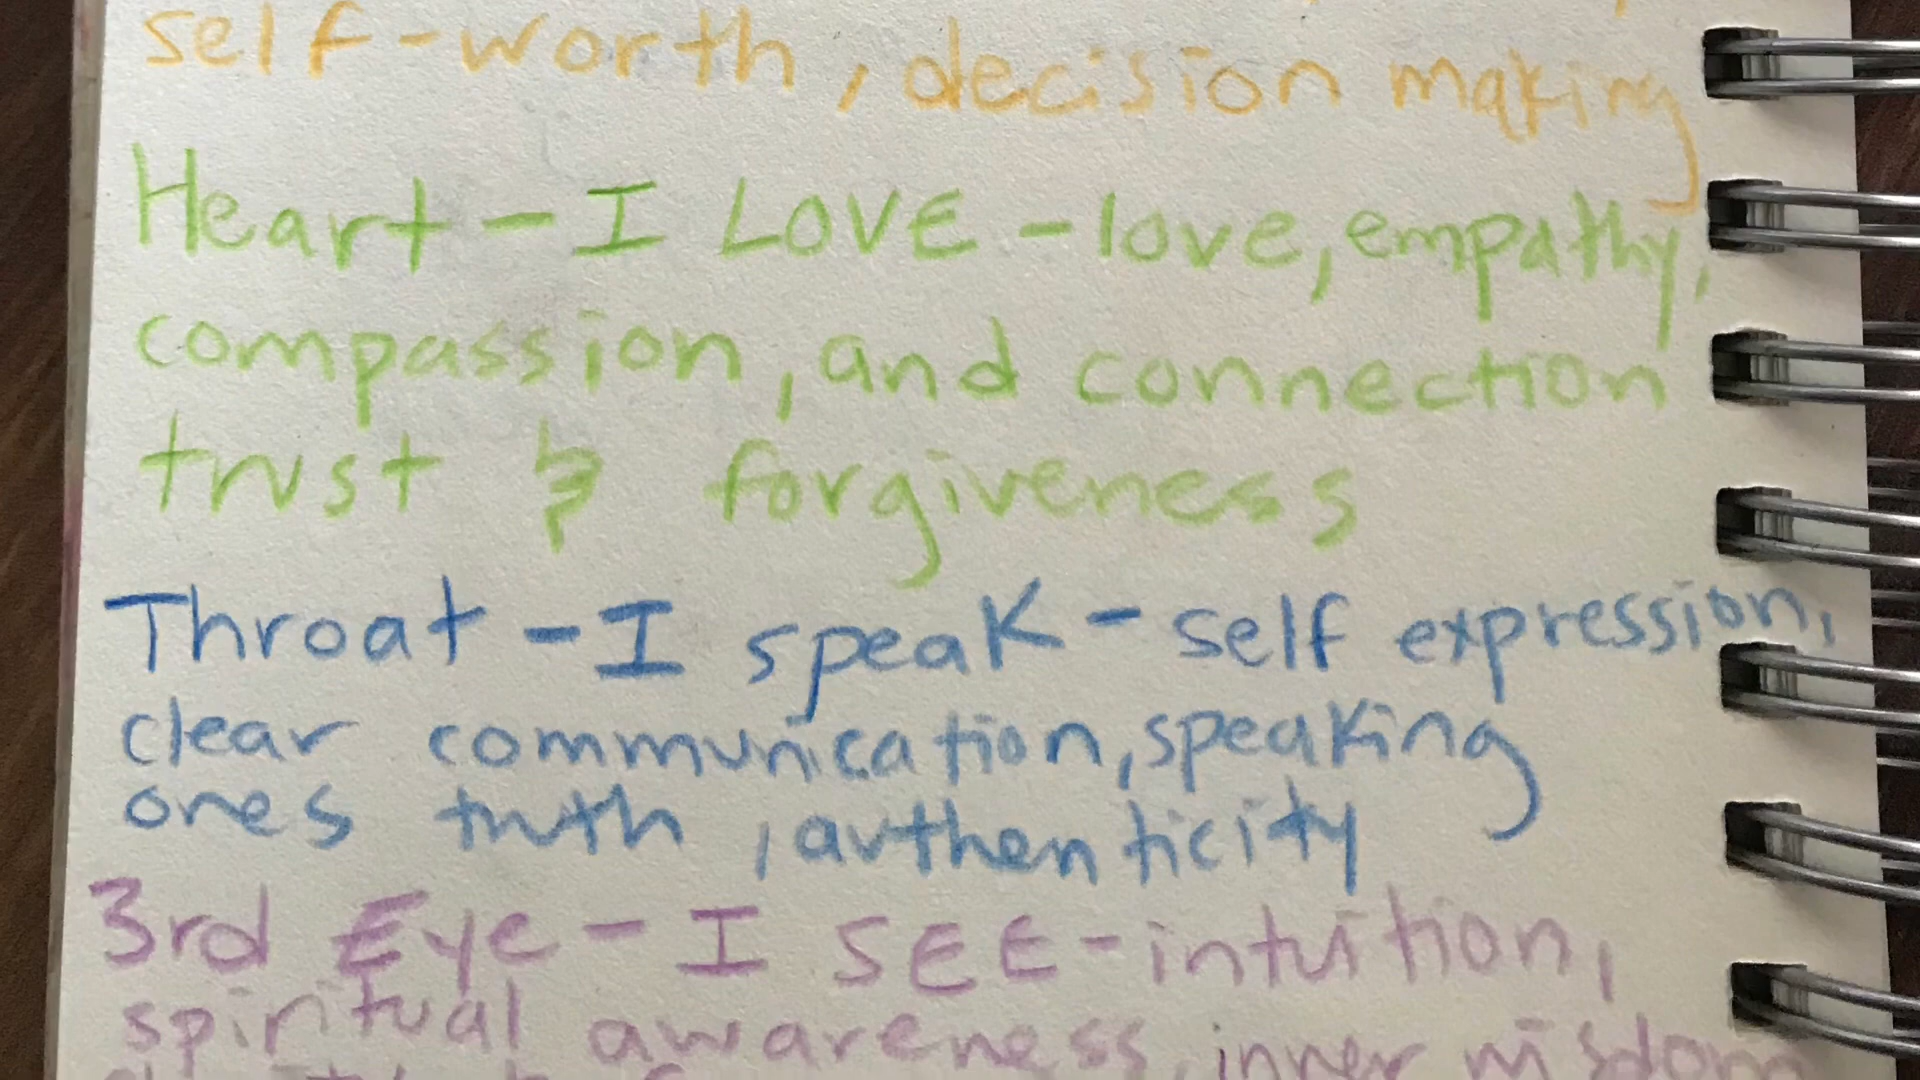 self-worth, decision making
Heart - I LOVE - love, empathy,
compassion, and connection
trust & forgiveness
Throat - I speak - self expression,
clear communication, speaking
ones truth, authenticity
3rd Eye - I SEE - intuition,
spiritual awareness, inner wisdom